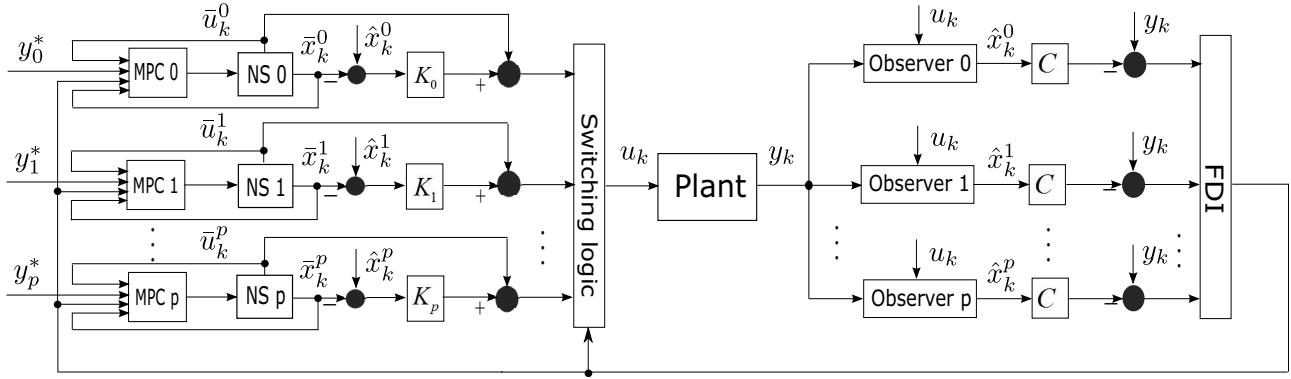 ū_k^0
y_0^*
MPC 0
NS 0
x̄_k^0
x̂_k^0
−
K_0
+
ū_k^1
y_1^*
MPC 1
NS 1
x̄_k^1
x̂_k^1
−
K_1
+
ū_k^p
y_p^*
MPC p
NS p
x̄_k^p
x̂_k^p
−
K_p
+
Switching logic
u_k
Plant
y_k
u_k
Observer 0
x̂_k^0
C
−
y_k
u_k
Observer 1
x̂_k^1
C
−
y_k
u_k
Observer p
x̂_k^p
C
−
y_k
FDI